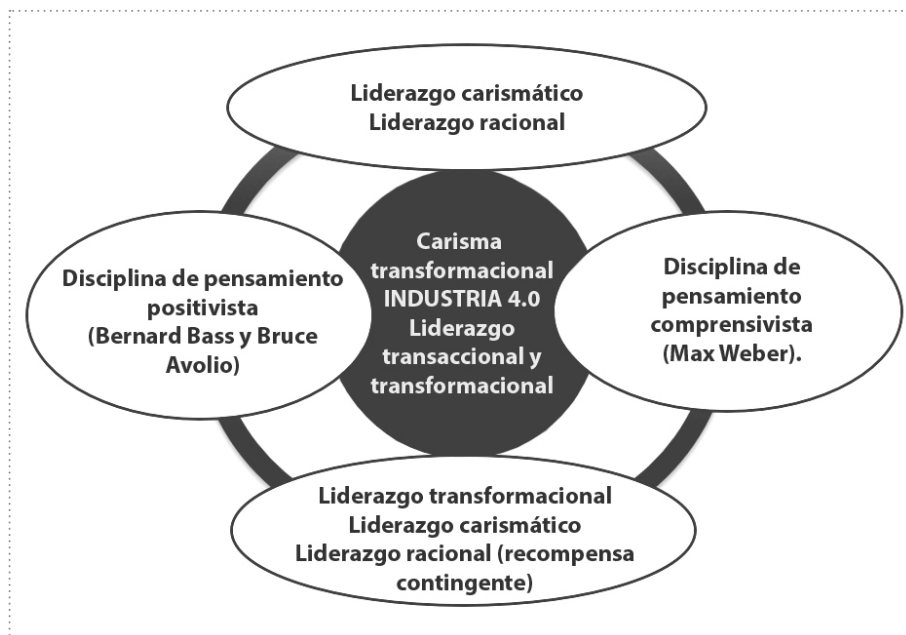 Liderazgo carismático
Liderazgo racional
Disciplina de pensamiento
positivista
(Bernard Bass y Bruce
Avolio)
Carisma
transformacional
INDUSTRIA 4.0
Liderazgo
transaccional y
transformacional
Disciplina de
pensamiento
comprensivista
(Max Weber).
Liderazgo transformacional
Liderazgo carismático
Liderazgo racional (recompensa
contingente)